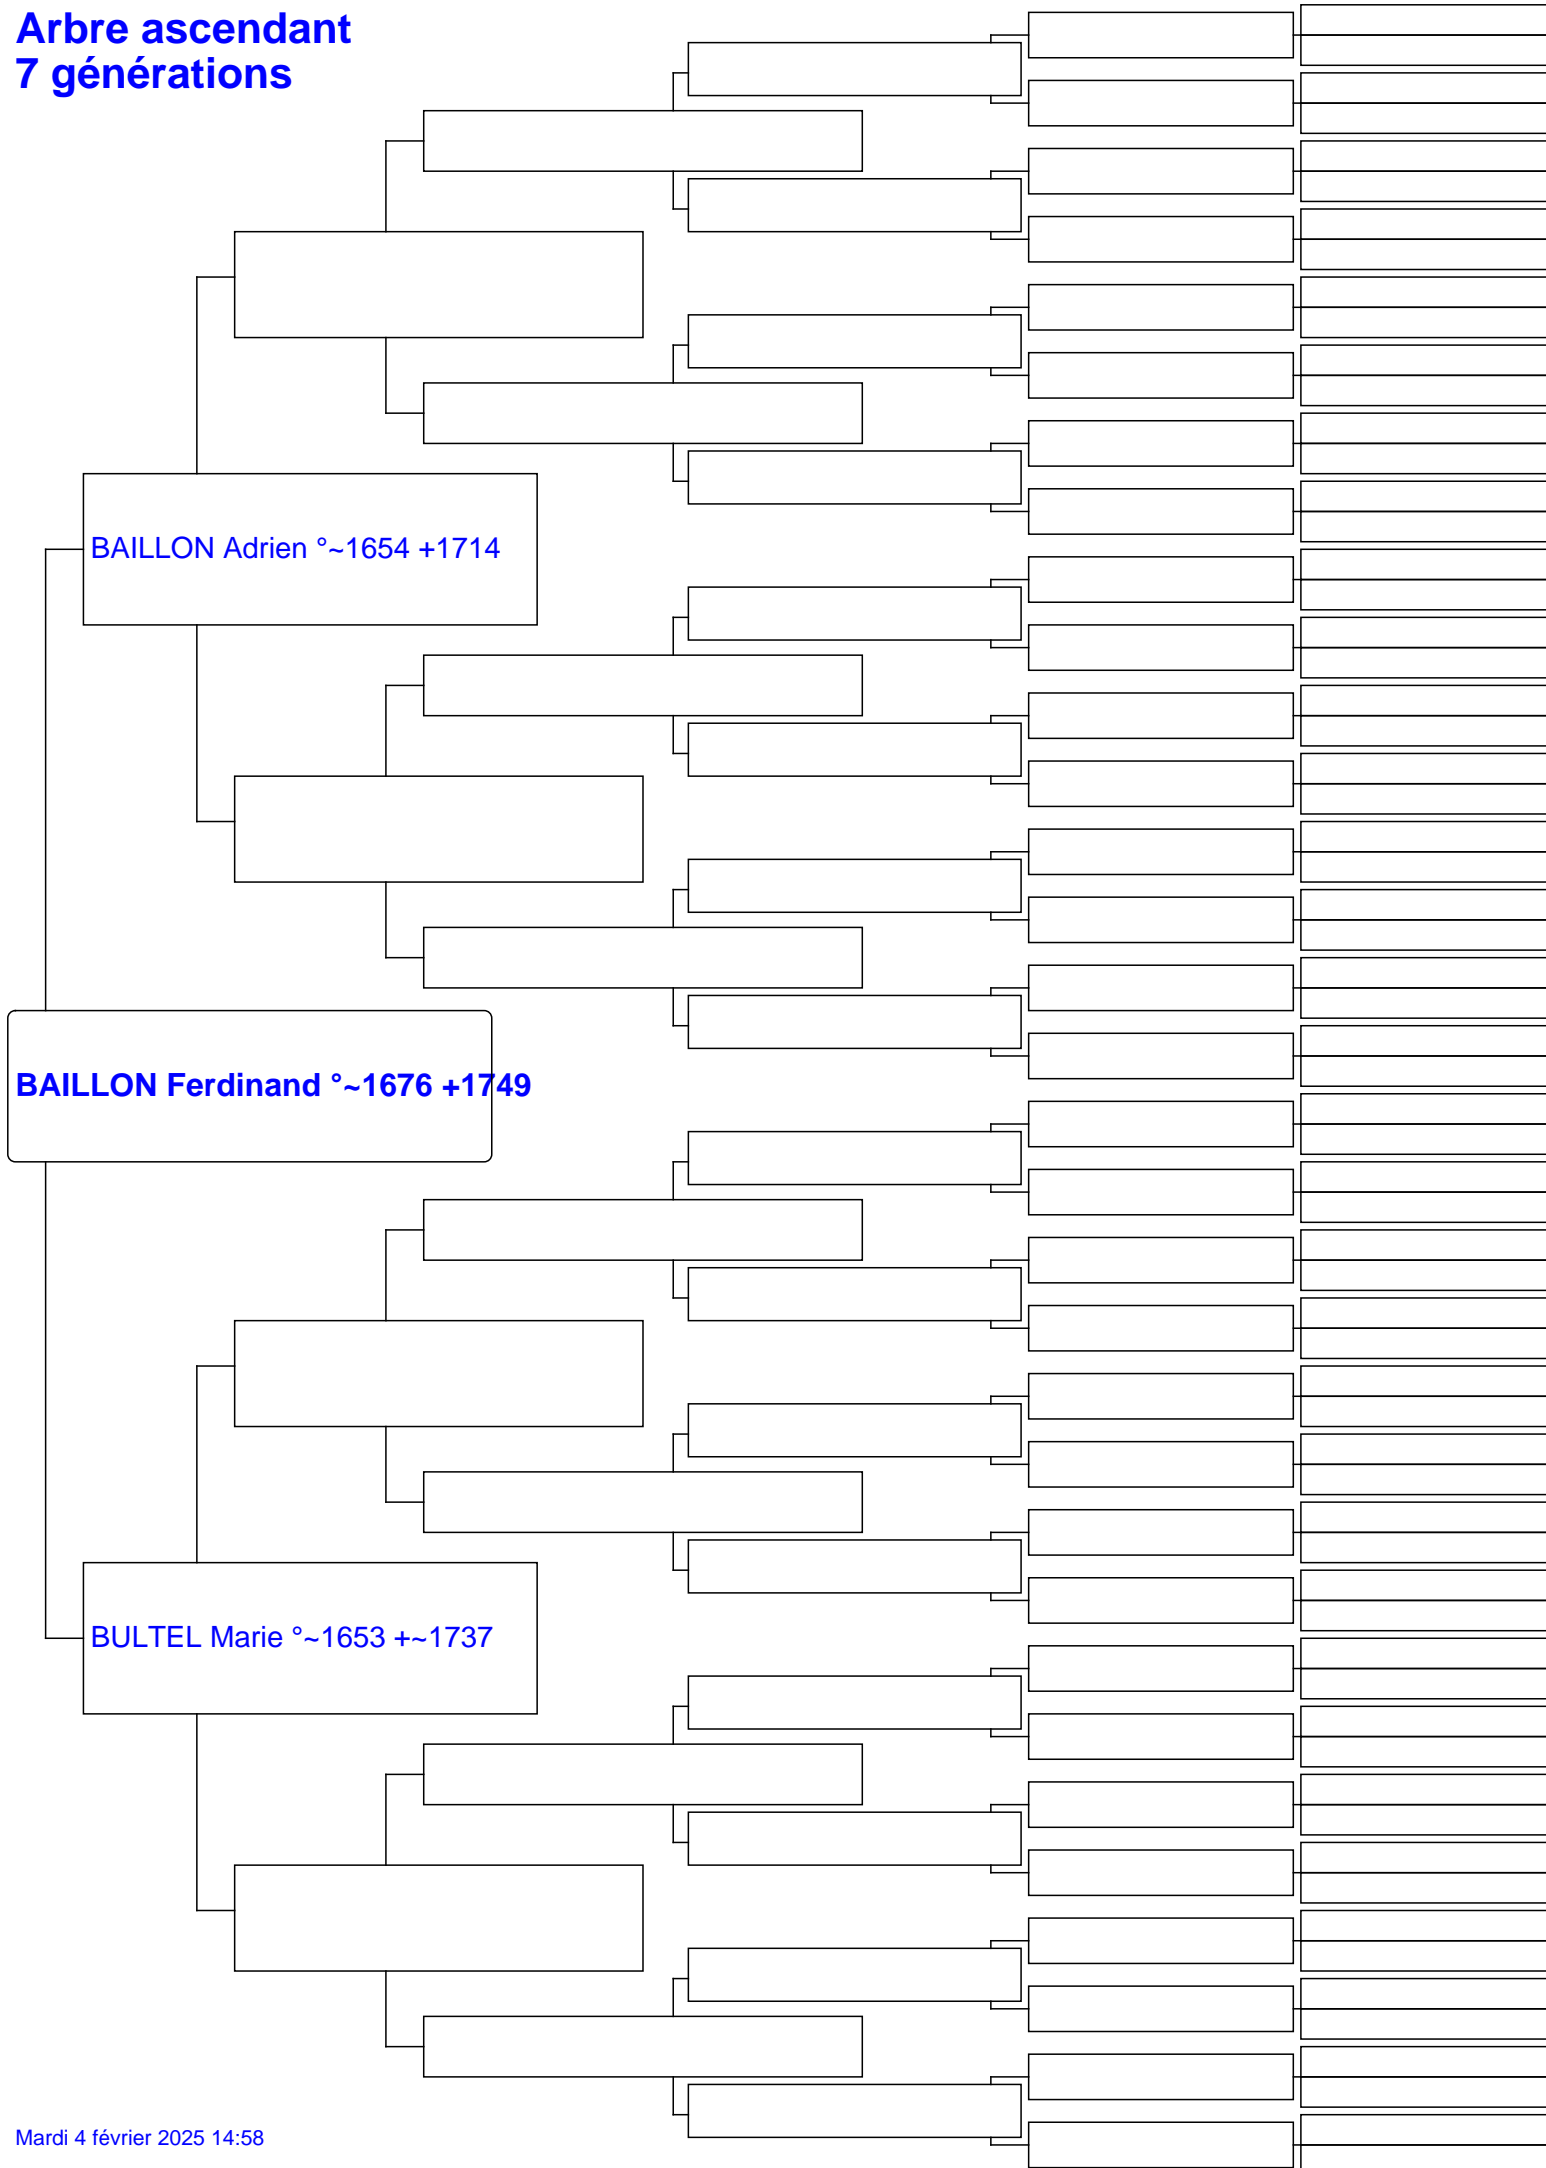 Arbre ascendant
7 générations
BAILLON Adrien °~1654 +1714
BAILLON Ferdinand °~1676 +1749
BULTEL Marie °~1653 +~1737
Mardi 4 février 2025 14:58